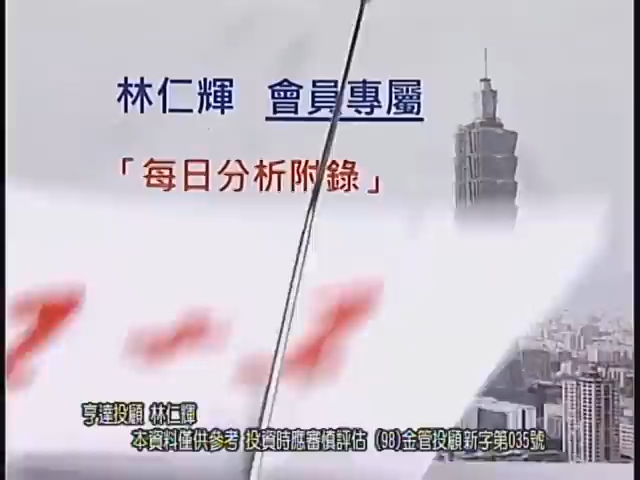 林仁輝 會員專屬
「每日分析附錄」
亨達投顧 林仁輝
本資料僅供參考 投資時應審慎評估 (98)金管投顧新字第035號